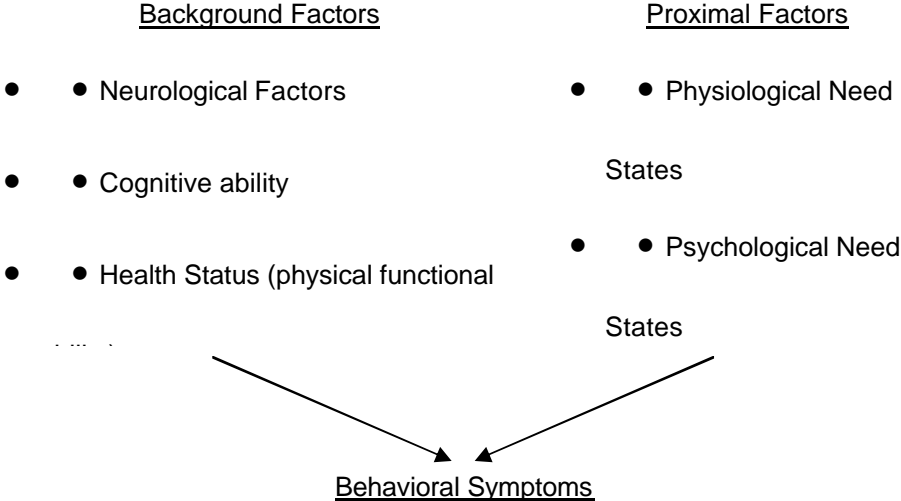 Background Factors
• • Neurological Factors
• • Cognitive ability
• • Health Status (physical functional
Proximal Factors
• • Physiological Need
States
• • Psychological Need
States
Behavioral Symptoms